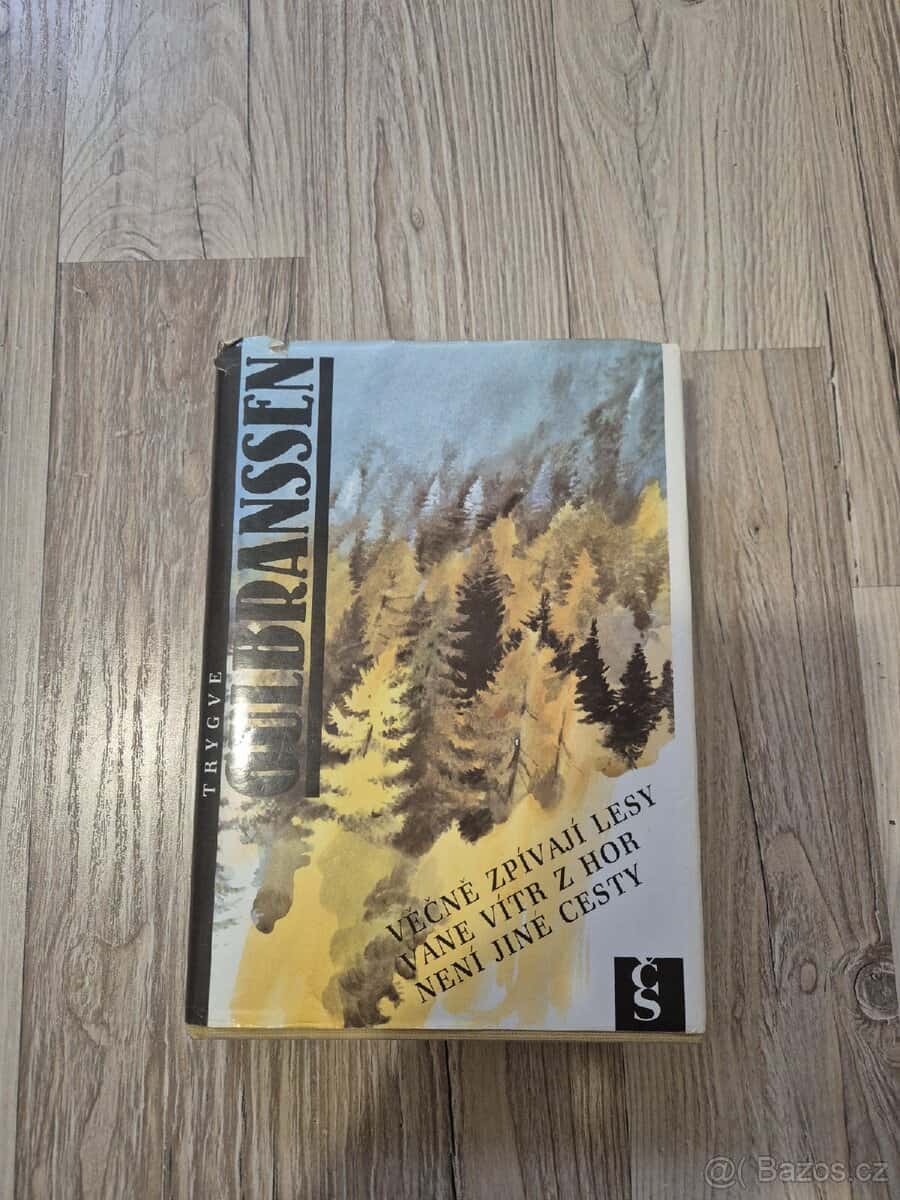 TRYGVE
GULBRANSSEN
VĚČNĚ ZPÍVAJÍ LESY
VANE VÍTR Z HOR
NENÍ JINÉ CESTY
ČS
@( Bazos.cz